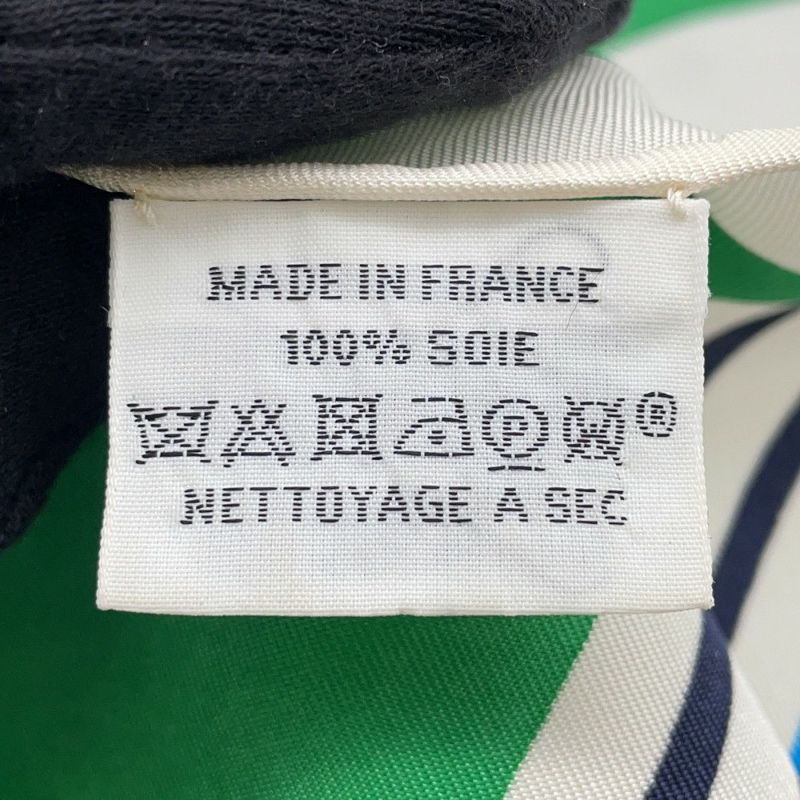 MADE IN FRANCE
100% SOIE
P ®
NETTOYAGE A SEC